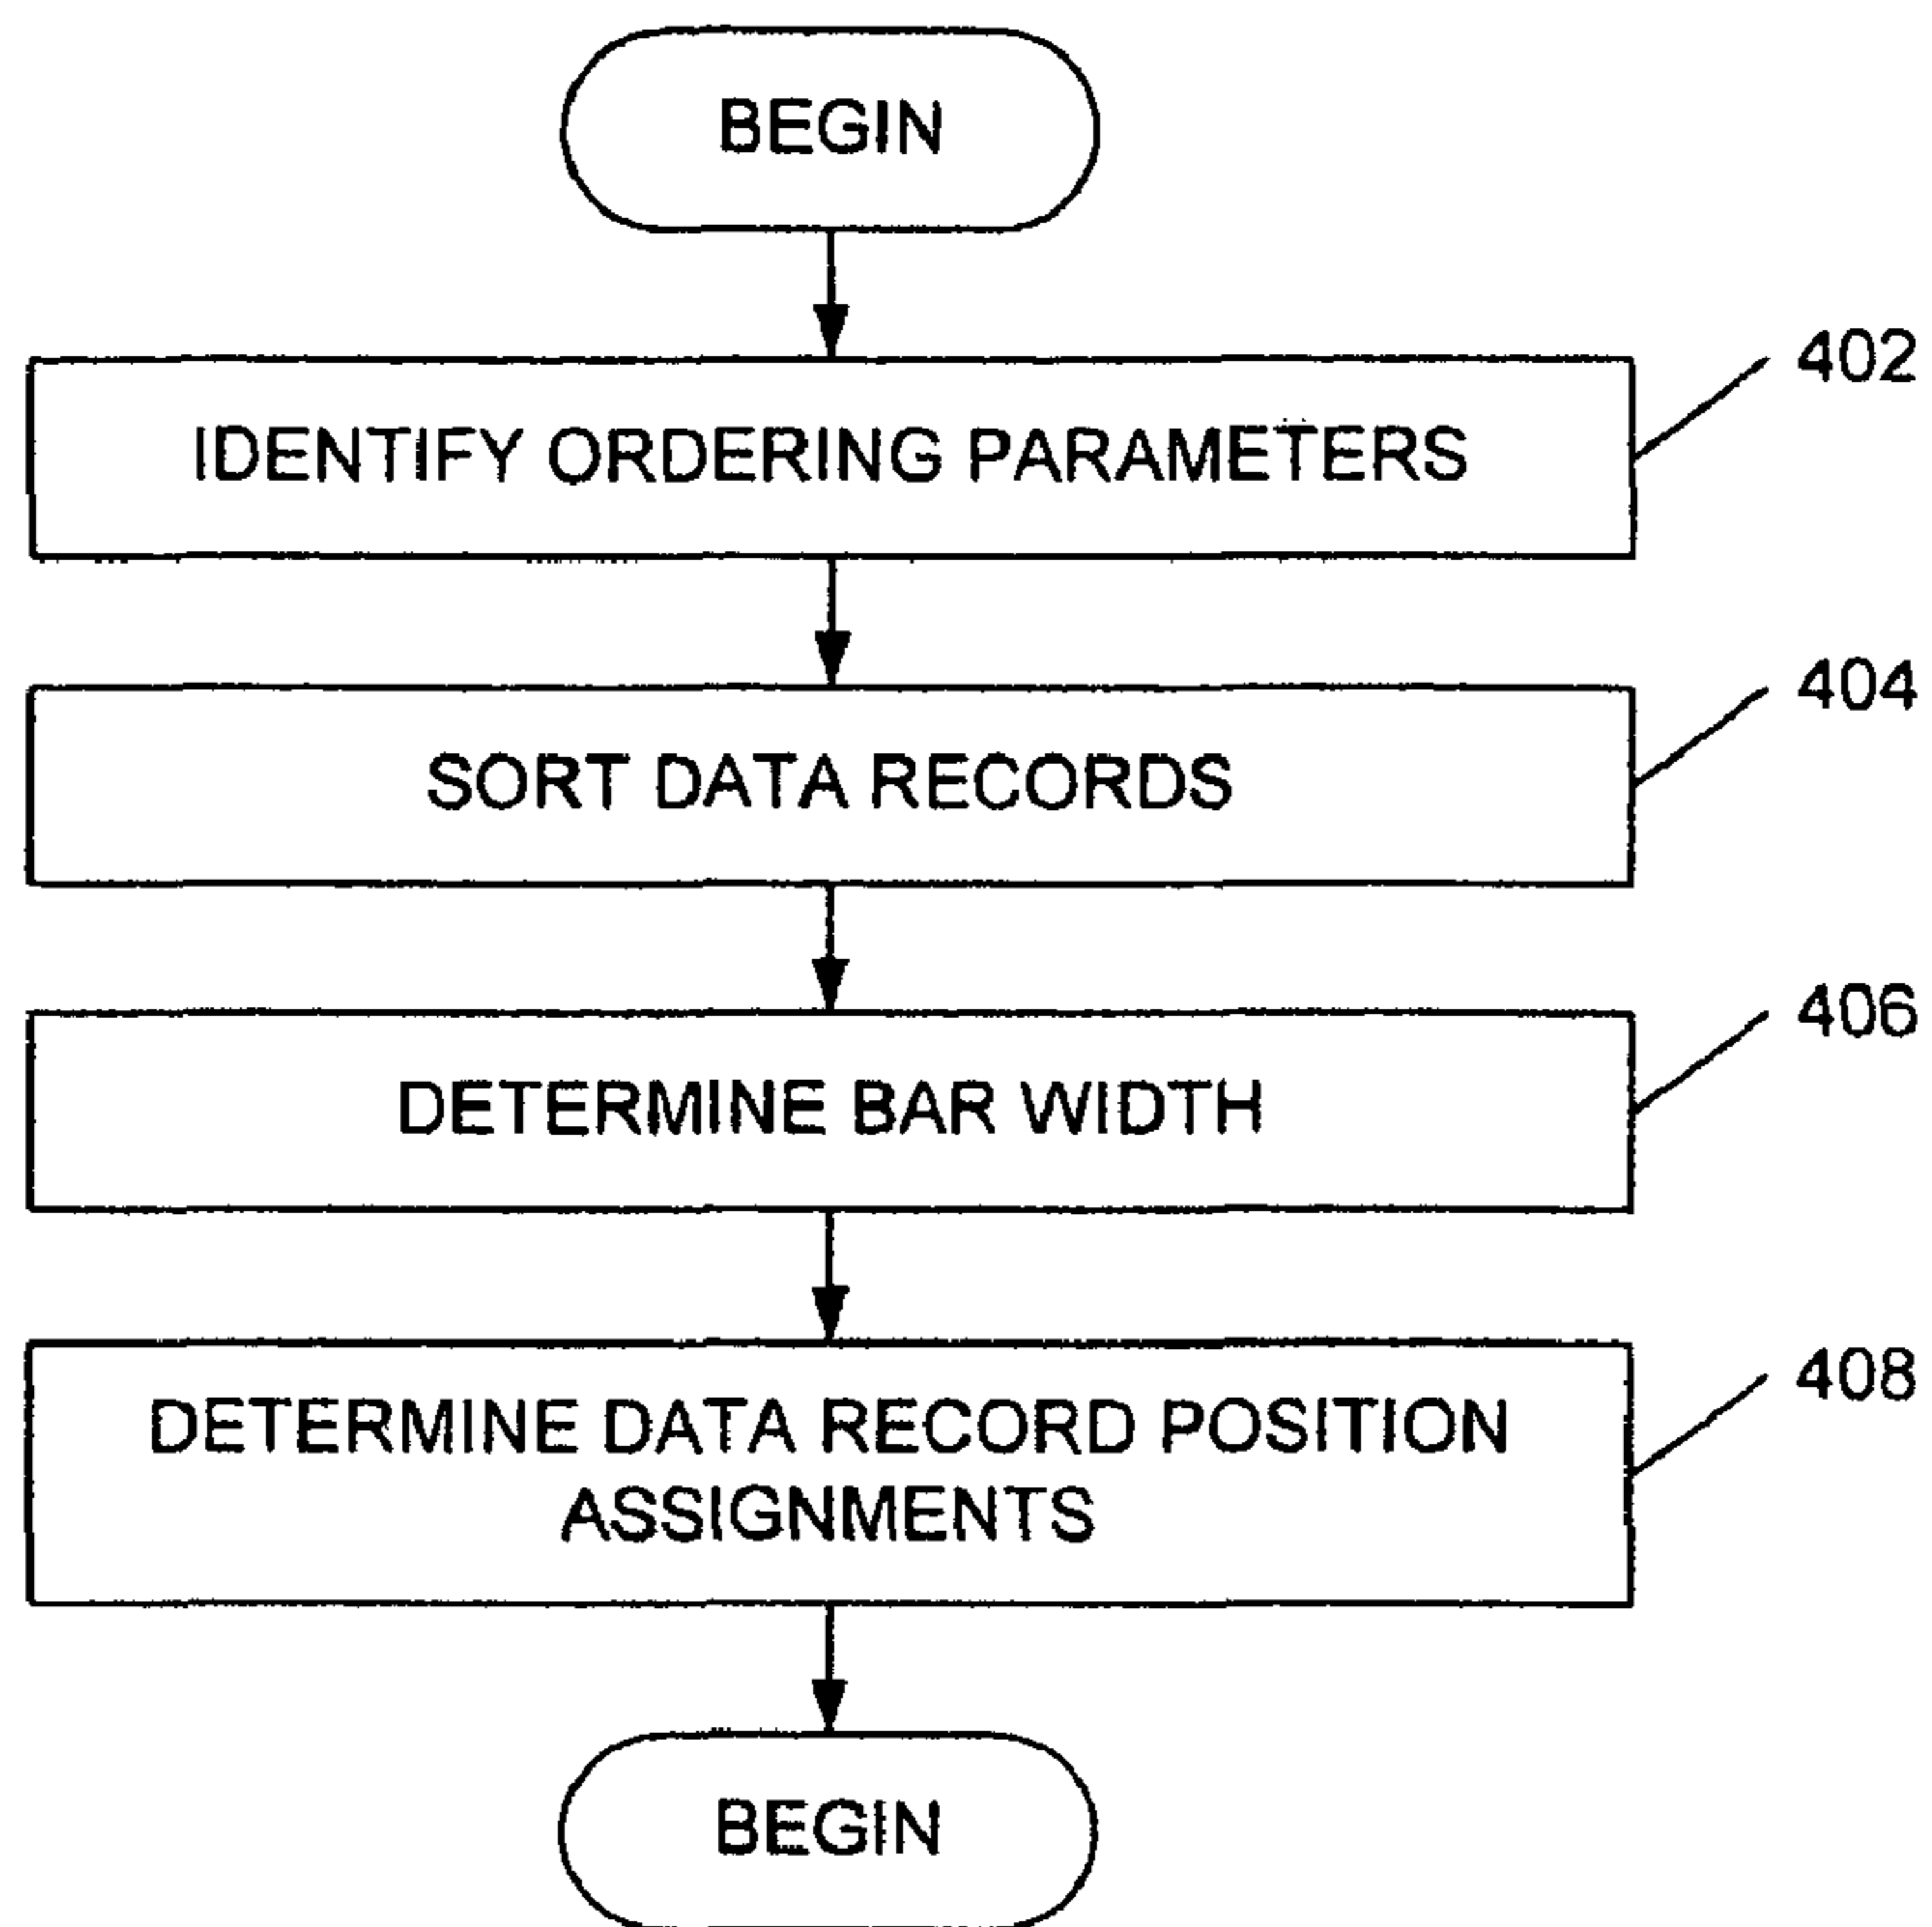 BEGIN
402
IDENTIFY ORDERING PARAMETERS
404
SORT DATA RECORDS
406
DETERMINE BAR WIDTH
408
DETERMINE DATA RECORD POSITION
ASSIGNMENTS
BEGIN